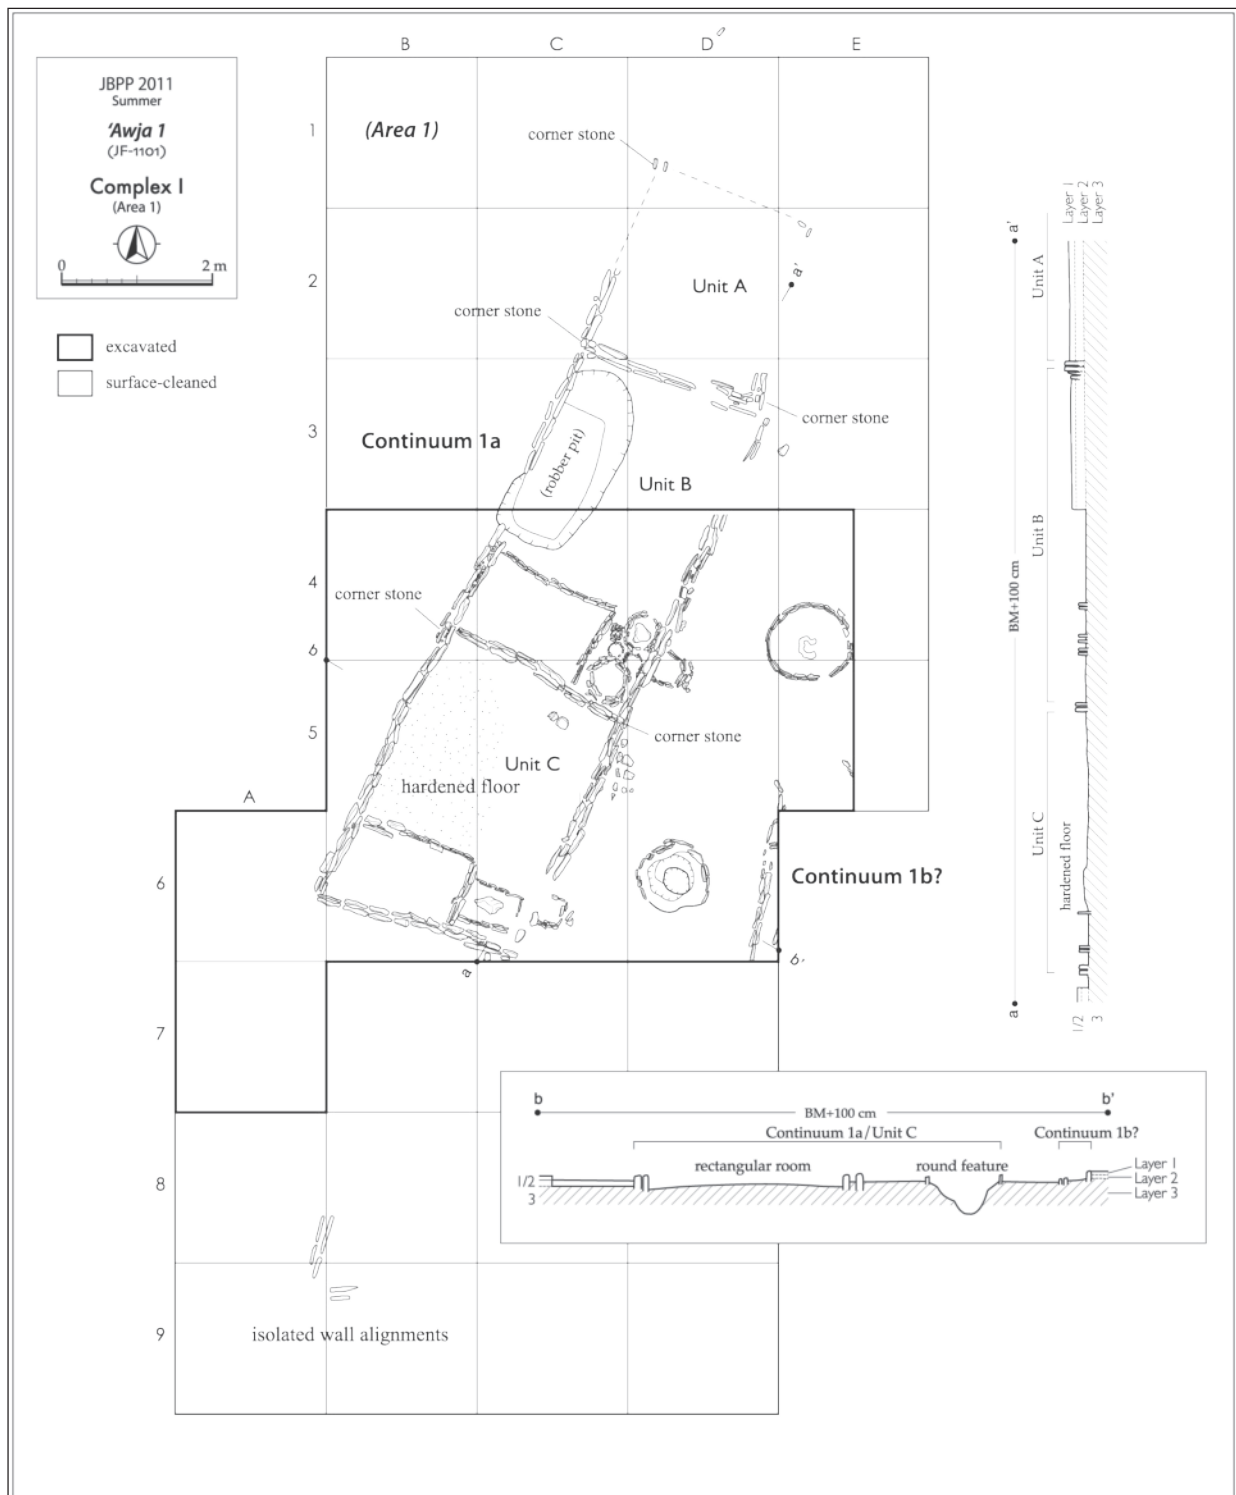 JBPP 2011
Summer
'Awja 1
(JF-1101)
Complex I
(Area 1)
0 2 m
excavated
surface-cleaned
B C D E
1
(Area 1)
corner stone
2
Unit A
a'
corner stone
corner stone
3
Continuum 1a
(robber pit)
Unit B
4
corner stone
6
5
corner stone
Unit C
hardened floor
A
6
Continuum 1b?
a
b'
7
8
9
isolated wall alignments
Layer 1
Layer 2
Layer 3
a'
Unit A
Unit B
BM+100 cm
Unit C
hardened floor
a
1/2
3
b b'
BM+100 cm
Continuum 1a/Unit C Continuum 1b?
rectangular room round feature
1/2
3
Layer 1
Layer 2
Layer 3